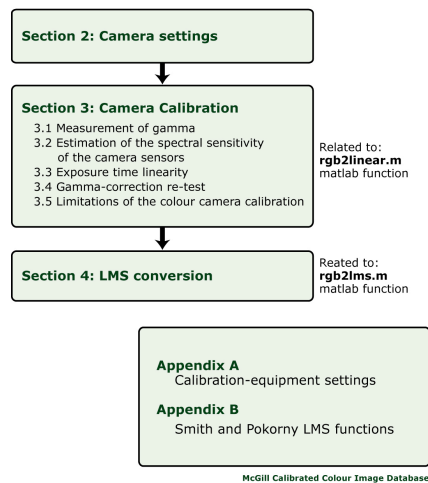 Section 2: Camera settings
Section 3: Camera Calibration
3.1 Measurement of gamma
3.2 Estimation of the spectral sensitivity
of the camera sensors
3.3 Exposure time linearity
3.4 Gamma-correction re-test
3.5 Limitations of the colour camera calibration
Related to:
rgb2linear.m
matlab function
Section 4: LMS conversion
Reated to:
rgb2lms.m
matlab function
Appendix A
Calibration-equipment settings
Appendix B
Smith and Pokorny LMS functions
McGill Calibrated Colour Image Database